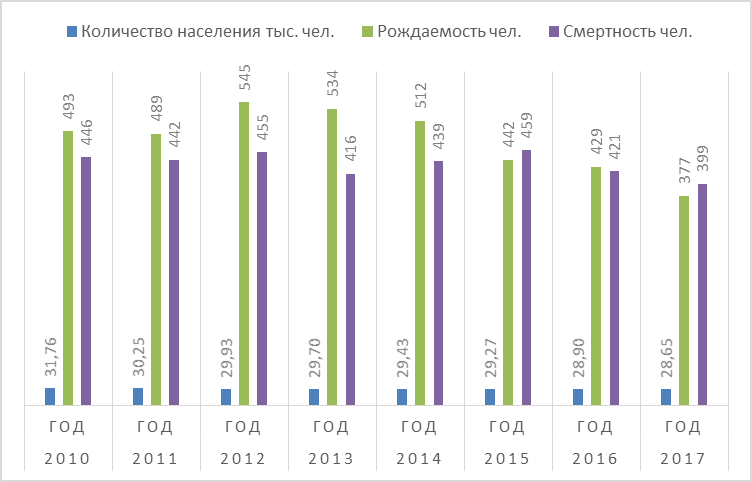 Количество населения тыс. чел. Рождаемость чел. Смертность чел.
31,76 493 446
30,25 489 442
29,93 545 455
29,70 534 416
29,43 512 439
29,27 442 459
28,90 429 421
28,65 377 399
ГОД ГОД ГОД ГОД ГОД ГОД ГОД ГОД
2010 2011 2012 2013 2014 2015 2016 2017